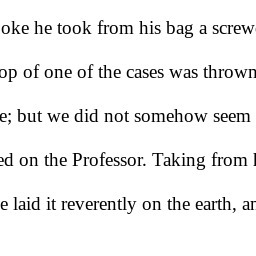 oke he took from his bag a screw
op of one of the cases was thrown
e; but we did not somehow seem
ed on the Professor. Taking from
e laid it reverently on the earth, an